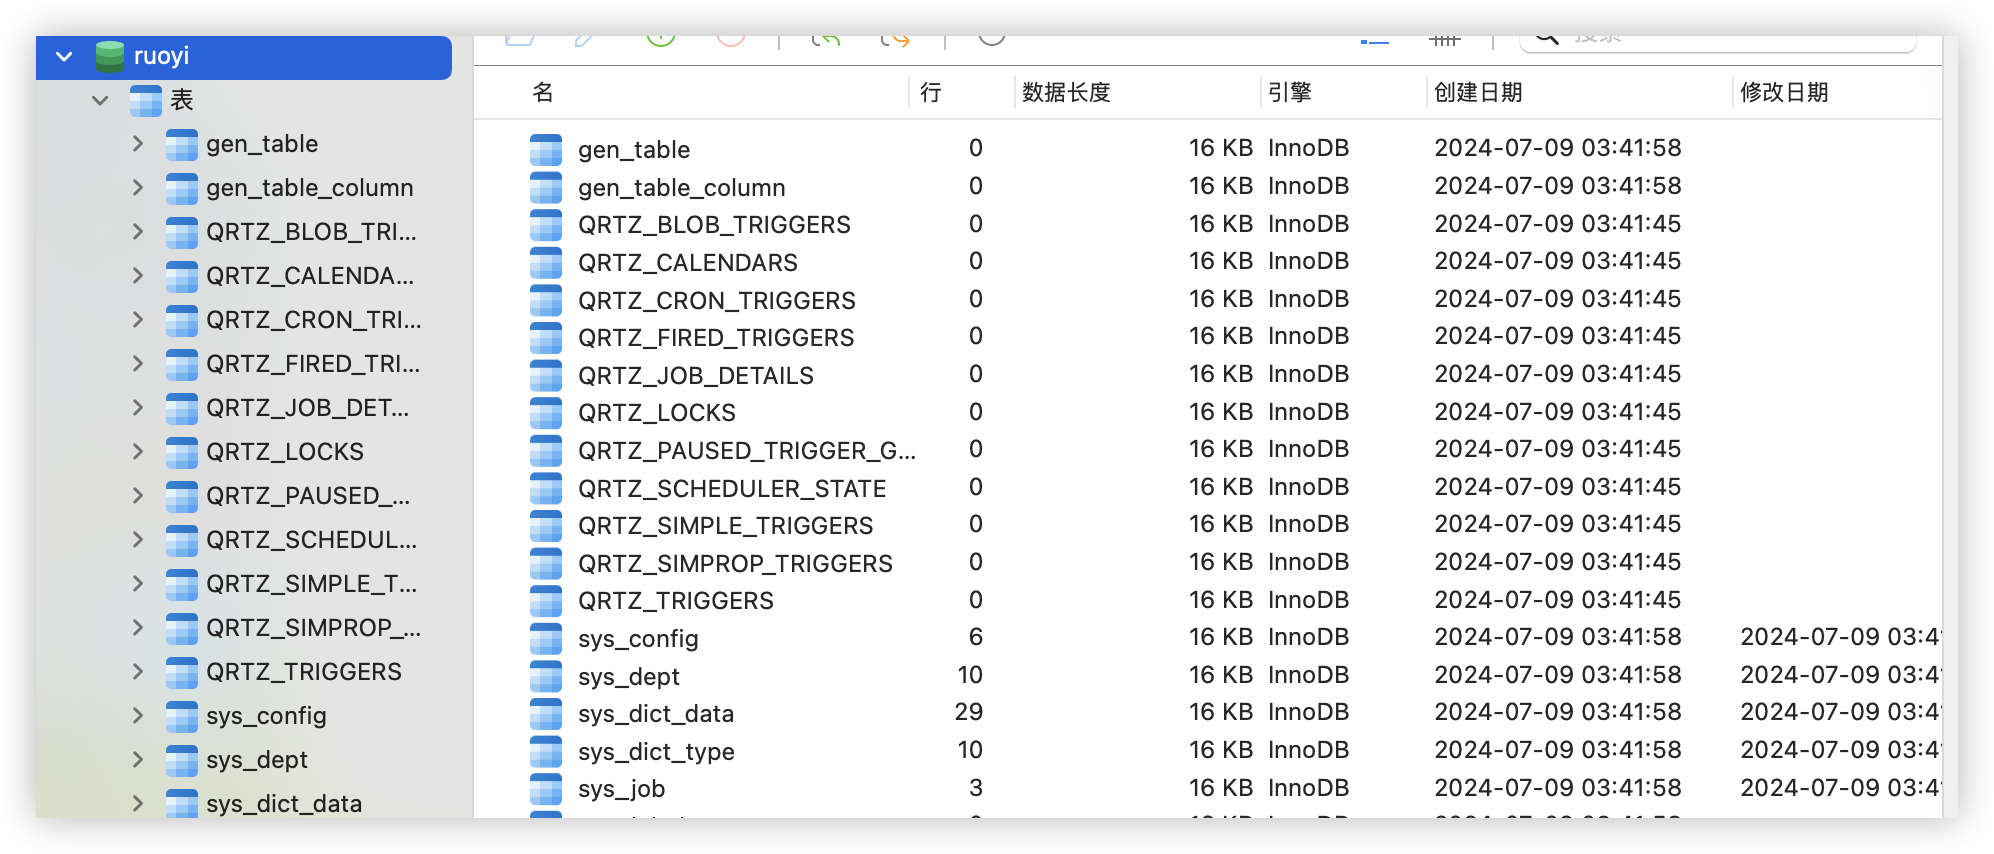 ruoyi
表
gen_table
gen_table_column
QRTZ_BLOB_TRI...
QRTZ_CALENDA...
QRTZ_CRON_TRI...
QRTZ_FIRED_TRI...
QRTZ_JOB_DET...
QRTZ_LOCKS
QRTZ_PAUSED_...
QRTZ_SCHEDUL...
QRTZ_SIMPLE_T...
QRTZ_SIMPROP_...
QRTZ_TRIGGERS
sys_config
sys_dept
sys_dict_data
搜索
名 行 数据长度 引擎 创建日期 修改日期
gen_table 0 16 KB InnoDB 2024-07-09 03:41:58
gen_table_column 0 16 KB InnoDB 2024-07-09 03:41:58
QRTZ_BLOB_TRIGGERS 0 16 KB InnoDB 2024-07-09 03:41:45
QRTZ_CALENDARS 0 16 KB InnoDB 2024-07-09 03:41:45
QRTZ_CRON_TRIGGERS 0 16 KB InnoDB 2024-07-09 03:41:45
QRTZ_FIRED_TRIGGERS 0 16 KB InnoDB 2024-07-09 03:41:45
QRTZ_JOB_DETAILS 0 16 KB InnoDB 2024-07-09 03:41:45
QRTZ_LOCKS 0 16 KB InnoDB 2024-07-09 03:41:45
QRTZ_PAUSED_TRIGGER_G... 0 16 KB InnoDB 2024-07-09 03:41:45
QRTZ_SCHEDULER_STATE 0 16 KB InnoDB 2024-07-09 03:41:45
QRTZ_SIMPLE_TRIGGERS 0 16 KB InnoDB 2024-07-09 03:41:45
QRTZ_SIMPROP_TRIGGERS 0 16 KB InnoDB 2024-07-09 03:41:45
QRTZ_TRIGGERS 0 16 KB InnoDB 2024-07-09 03:41:45
sys_config 6 16 KB InnoDB 2024-07-09 03:41:58 2024-07-09 03:4
sys_dept 10 16 KB InnoDB 2024-07-09 03:41:58 2024-07-09 03:4
sys_dict_data 29 16 KB InnoDB 2024-07-09 03:41:58 2024-07-09 03:4
sys_dict_type 10 16 KB InnoDB 2024-07-09 03:41:58 2024-07-09 03:4
sys_job 3 16 KB InnoDB 2024-07-09 03:41:58 2024-07-09 03:4